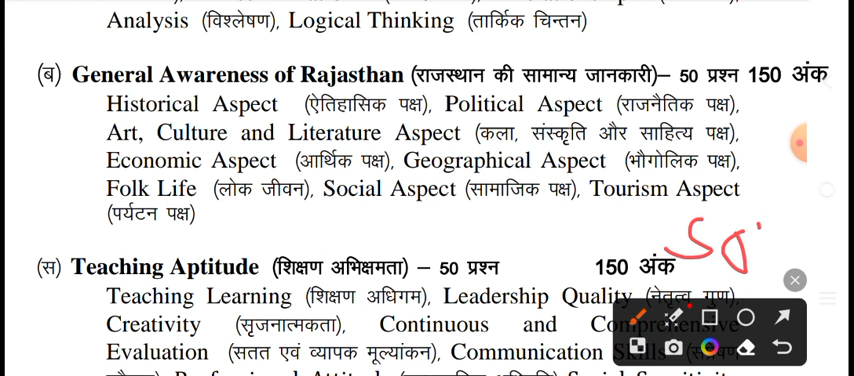 Analysis (विश्लेषण), Logical Thinking (तार्किक चिन्तन)
(ब) General Awareness of Rajasthan (राजस्थान की सामान्य जानकारी)– 50 प्रश्न 150 अंक
Historical Aspect (ऐतिहासिक पक्ष), Political Aspect (राजनैतिक पक्ष),
Art, Culture and Literature Aspect (कला, संस्कृति और साहित्य पक्ष),
Economic Aspect (आर्थिक पक्ष), Geographical Aspect (भौगोलिक पक्ष),
Folk Life (लोक जीवन), Social Aspect (सामाजिक पक्ष), Tourism Aspect
(पर्यटन पक्ष)
(स) Teaching Aptitude (शिक्षण अभिक्षमता) – 50 प्रश्न 150 अंक
Teaching Learning (शिक्षण अधिगम), Leadership Quality (नेतृत्व गुण),
Creativity (सृजनात्मकता), Continuous and Comprehensive
Evaluation (सतत एवं व्यापक मूल्यांकन), Communication Skills